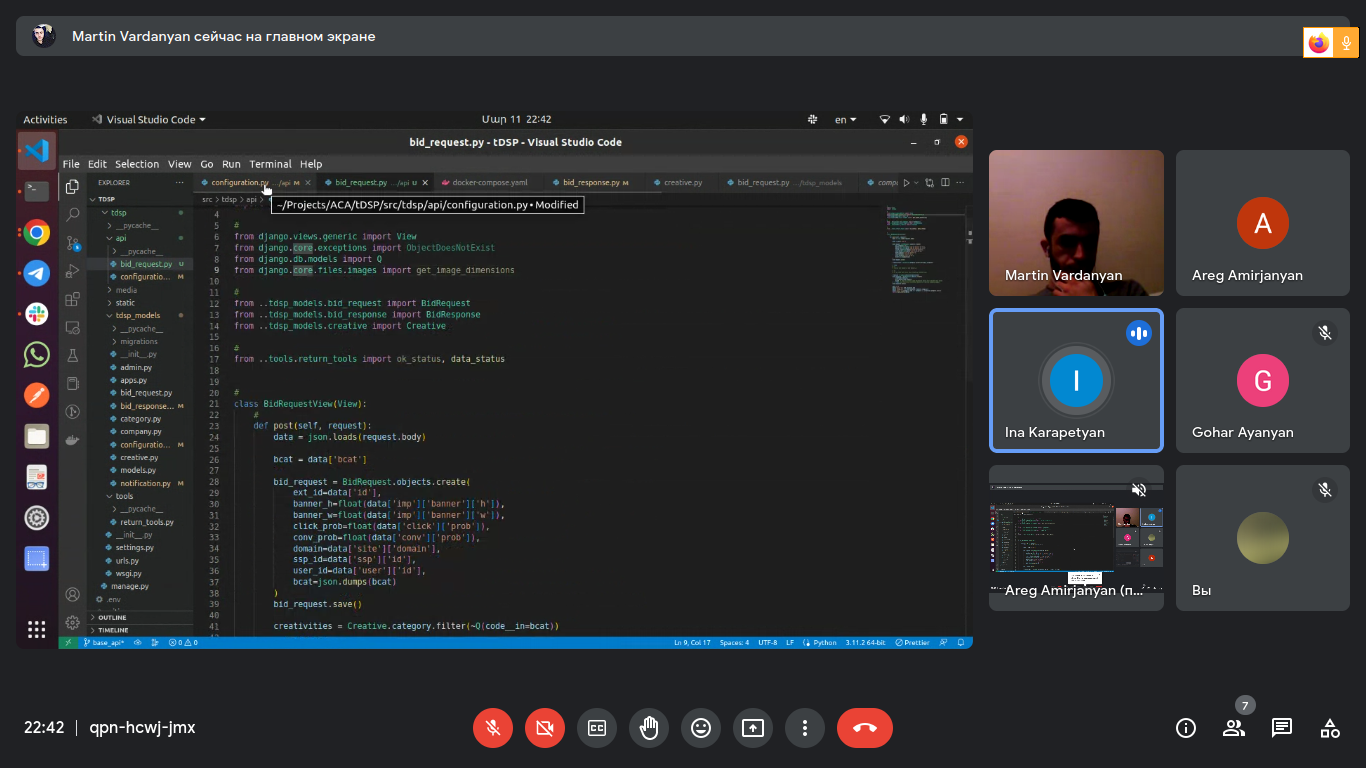 Martin Vardanyan сейчас на главном экране
Activities
Visual Studio Code
Մար 11 22:42
en
bid_request.py - tDSP - Visual Studio Code
File Edit Selection View Go Run Terminal Help
EXPLORER
configuration.py .../api M
bid_request.py .../api U
docker-compose.yaml
bid_response.py M
creative.py
bid_request.py .../tdsp_models
TDSP
src > tdsp > api >
~/Projects/ACA/tDSP/src/tdsp/api/configuration.py • Modified
tdsp
__pycache__
api
__pycache__
bid_request.py U
configuratio... M
media
static
tdsp_models
__pycache__
migrations
__init__.py
admin.py
apps.py
bid_request.py
bid_response... M
category.py
company.py
configuratio... M
creative.py
models.py
notification.py M
tools
__pycache__
return_tools.py
__init__.py
settings.py
urls.py
wsgi.py
manage.py
.env
OUTLINE
TIMELINE
4
5 #
6 from django.views.generic import View
7 from django.core.exceptions import ObjectDoesNotExist
8 from django.db.models import Q
9 from django.core.files.images import get_image_dimensions
10
11 #
12 from ..tdsp_models.bid_request import BidRequest
13 from ..tdsp_models.bid_response import BidResponse
14 from ..tdsp_models.creative import Creative
15
16 #
17 from ..tools.return_tools import ok_status, data_status
18
19
20 #
21 class BidRequestView(View):
22 #
23 def post(self, request):
24 data = json.loads(request.body)
25
26 bcat = data['bcat']
27
28 bid_request = BidRequest.objects.create(
29 ext_id=data['id'],
30 banner_h=float(data['imp']['banner']['h']),
31 banner_w=float(data['imp']['banner']['w']),
32 click_prob=float(data['click']['prob']),
33 conv_prob=float(data['conv']['prob']),
34 domain=data['site']['domain'],
35 ssp_id=data['ssp']['id'],
36 user_id=data['user']['id'],
37 bcat=json.dumps(bcat)
38 )
39 bid_request.save()
40
41 creativities = Creative.category.filter(~Q(code__in=bcat))
base_api*
0 0
Ln 9, Col 17 Spaces: 4 UTF-8 LF Python 3.11.2 64-bit Prettier
Martin Vardanyan
A
Areg Amirjanyan
I
Ina Karapetyan
G
Gohar Ayanyan
Areg Amirjanyan (п...
Вы
22:42 | qpn-hcwj-jmx
7